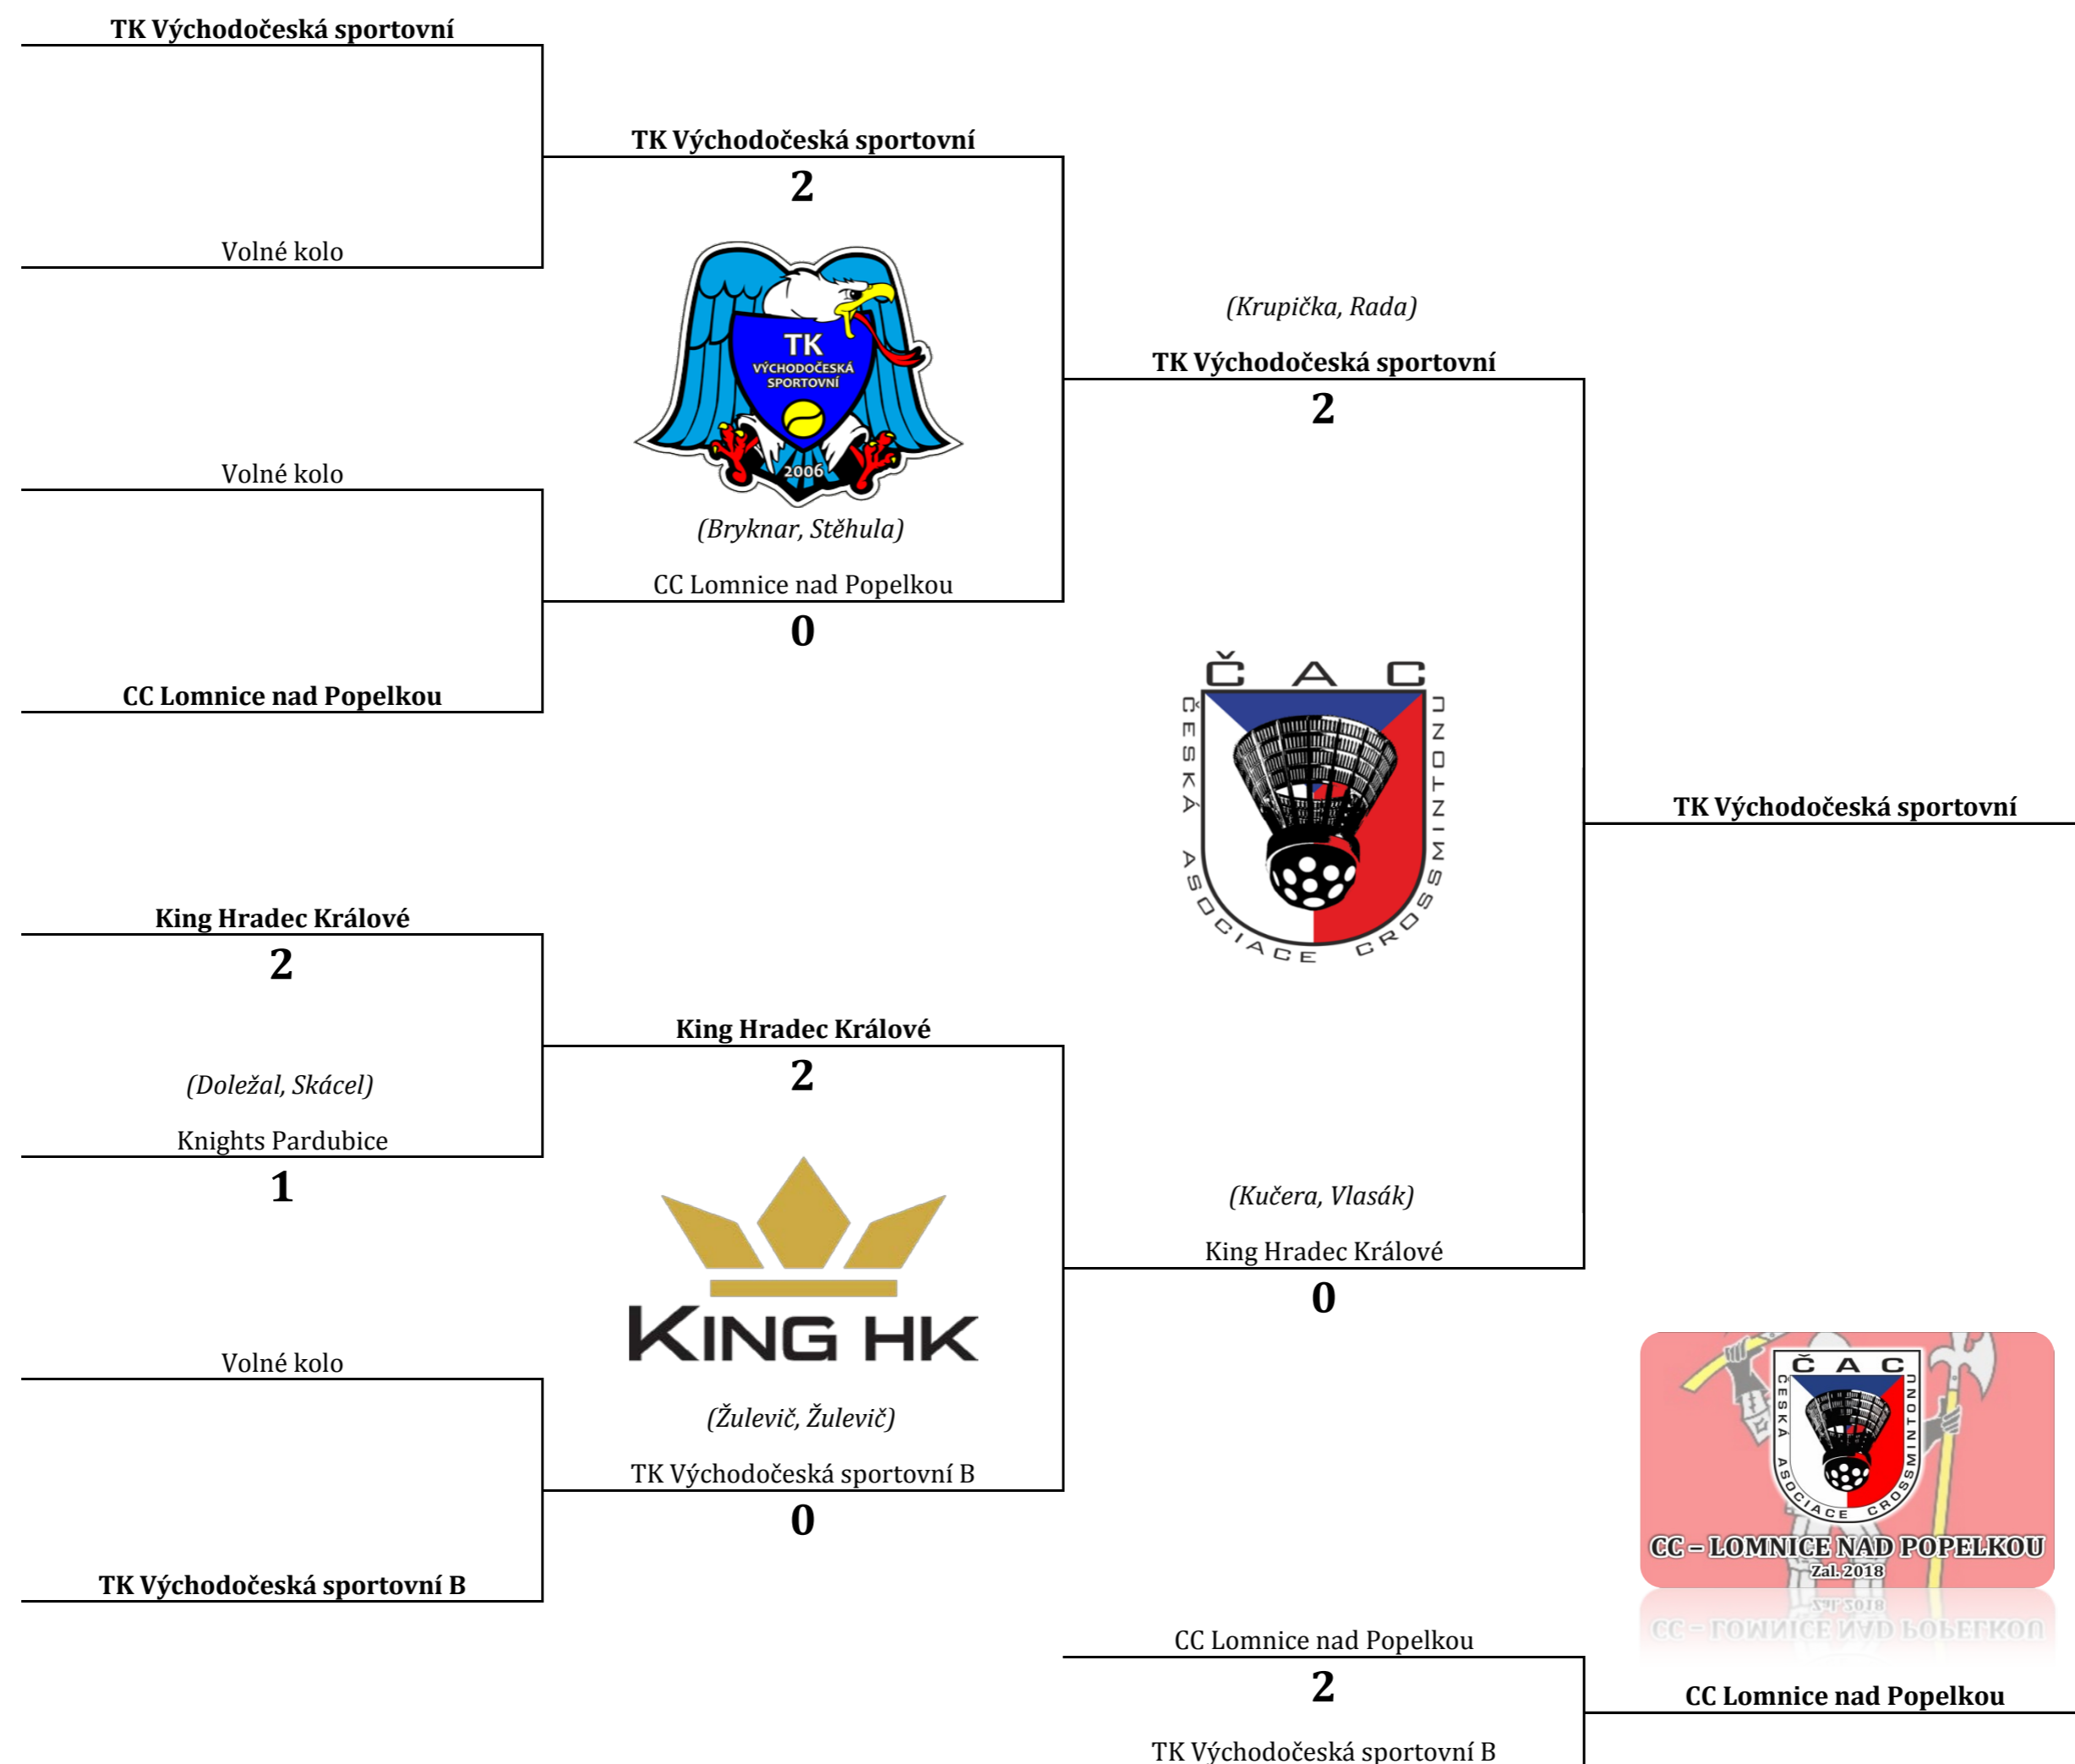 TK Východočeská sportovní
TK Východočeská sportovní
2
Volné kolo
TK
VÝCHODOČESKÁ
SPORTOVNÍ
2006
(Krupička, Rada)
TK Východočeská sportovní
2
Volné kolo
(Bryknar, Stěhula)
CC Lomnice nad Popelkou
0
CC Lomnice nad Popelkou
ČAC
ČESKÁ ASOCIACE CROSSMINTONU
TK Východočeská sportovní
King Hradec Králové
2
King Hradec Králové
2
(Doležal, Skácel)
Knights Pardubice
1
(Kučera, Vlasák)
King Hradec Králové
0
KING HK
Volné kolo
(Žulevič, Žulevič)
TK Východočeská sportovní B
0
TK Východočeská sportovní B
ČAC
ČESKÁ ASOCIACE CROSSMINTONU
CC – LOMNICE NAD POPELKOU
Zal. 2018
CC Lomnice nad Popelkou
2
CC Lomnice nad Popelkou
TK Východočeská sportovní B